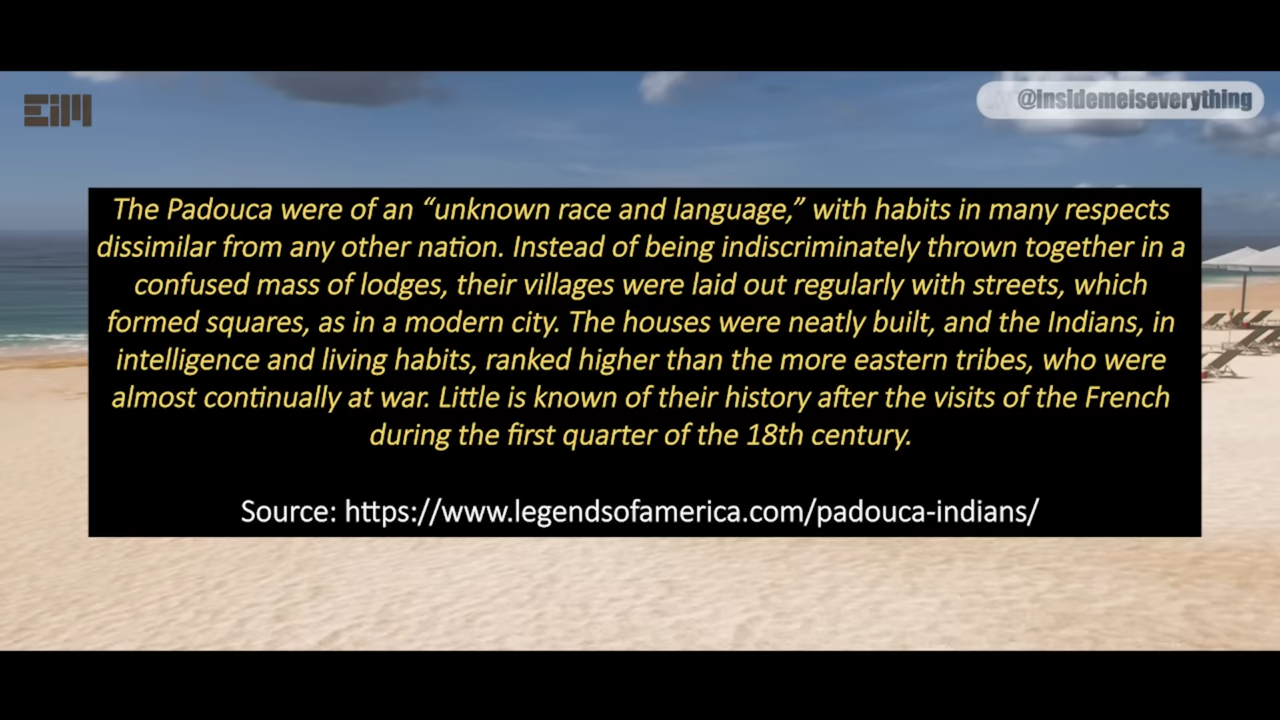 EiM
@insidemeiseverything
The Padouca were of an “unknown race and language,” with habits in many respects
dissimilar from any other nation. Instead of being indiscriminately thrown together in a
confused mass of lodges, their villages were laid out regularly with streets, which
formed squares, as in a modern city. The houses were neatly built, and the Indians, in
intelligence and living habits, ranked higher than the more eastern tribes, who were
almost continually at war. Little is known of their history after the visits of the French
during the first quarter of the 18th century.
Source: https://www.legendsofamerica.com/padouca-indians/